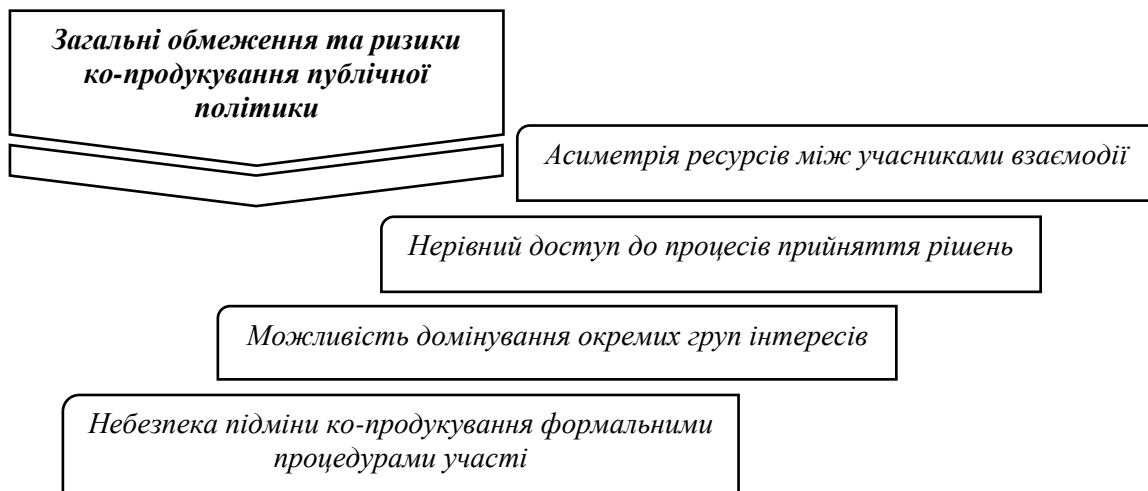 Загальні обмеження та ризики
ко-продукування публічної
політики
Асиметрія ресурсів між учасниками взаємодії
Нерівний доступ до процесів прийняття рішень
Можливість домінування окремих груп інтересів
Небезпека підміни ко-продукування формальними
процедурами участі